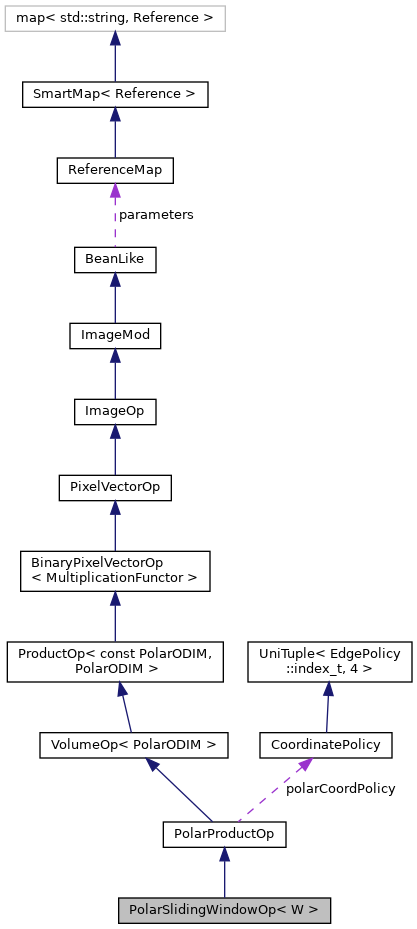 map< std::string, Reference >
SmartMap< Reference >
ReferenceMap
parameters
BeanLike
ImageMod
ImageOp
PixelVectorOp
BinaryPixelVectorOp
< MultiplicationFunctor >
ProductOp< const PolarODIM,
PolarODIM >
UniTuple< EdgePolicy
::index_t, 4 >
VolumeOp< PolarODIM >
CoordinatePolicy
polarCoordPolicy
PolarProductOp
PolarSlidingWindowOp< W >